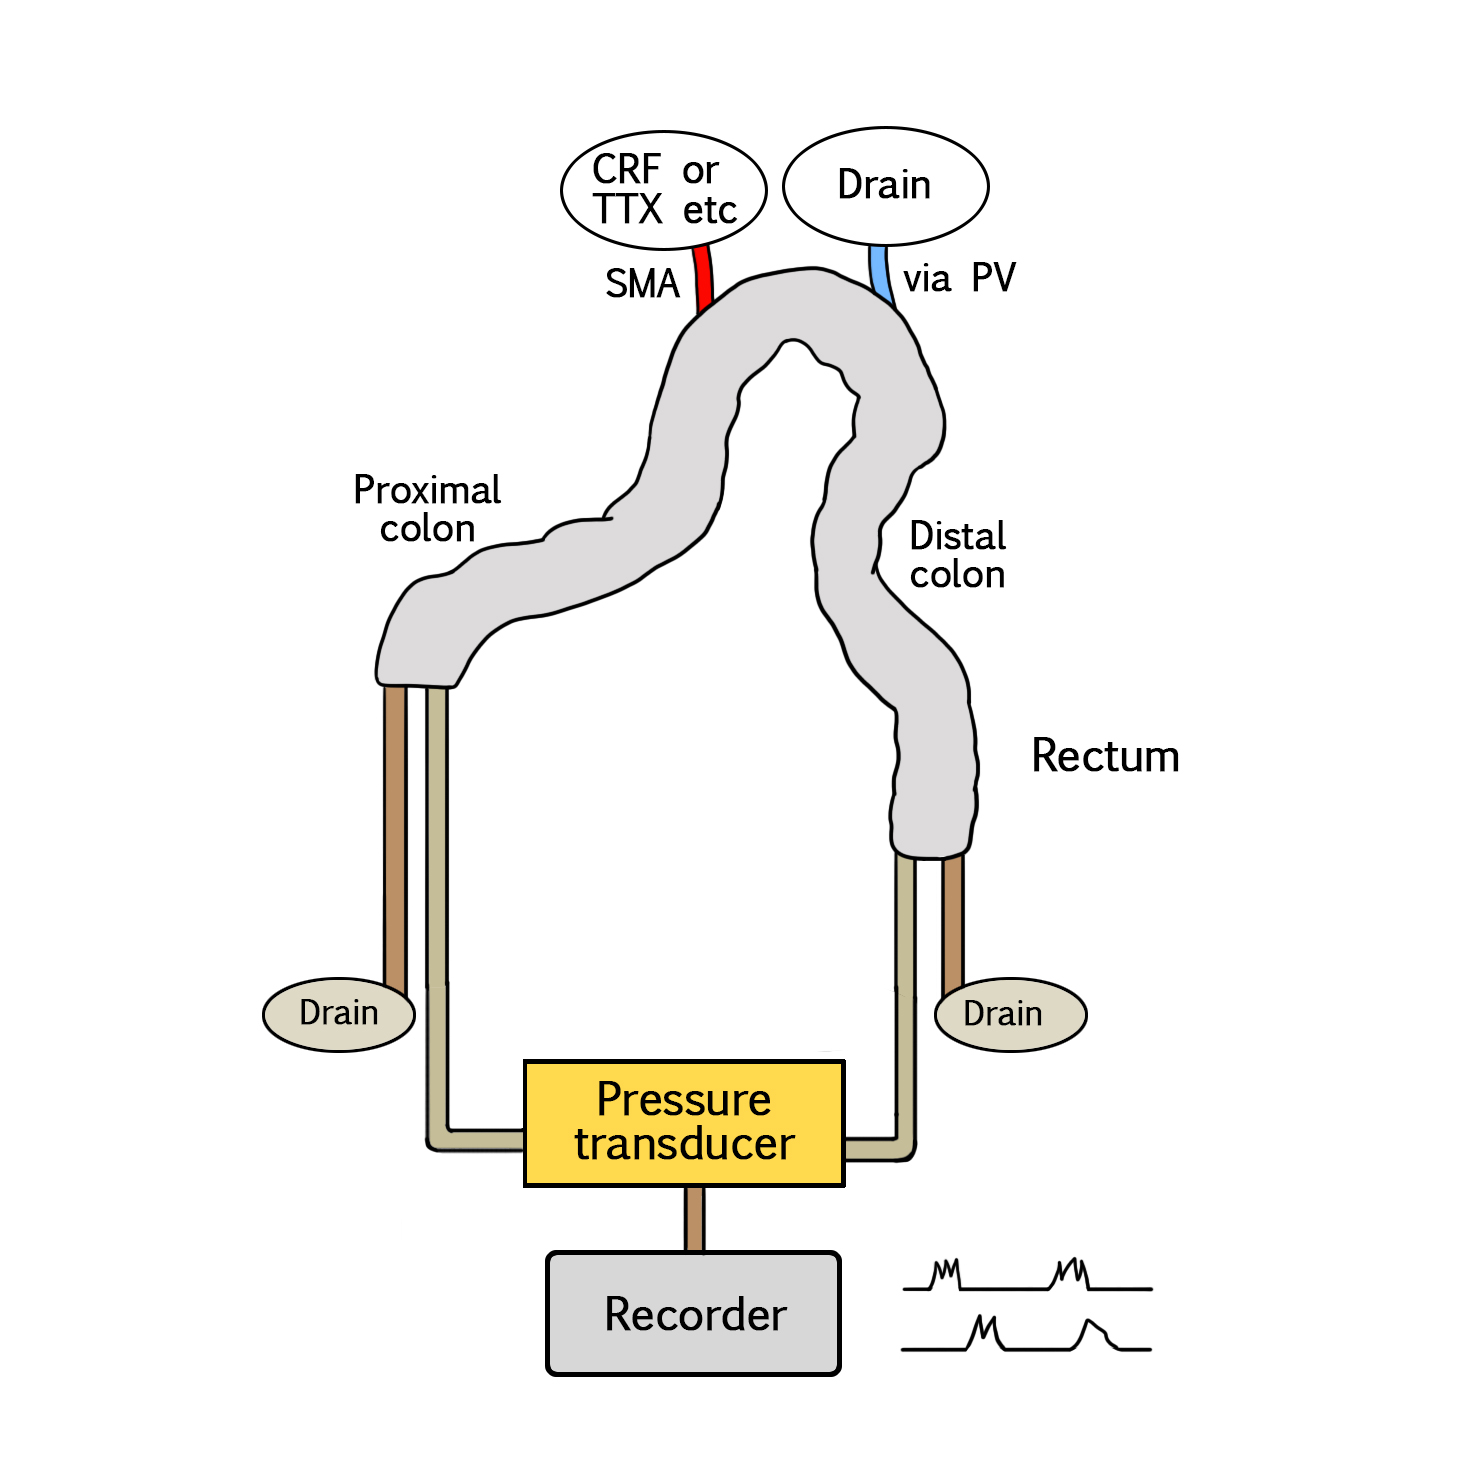 CRF or
TTX etc
Drain
SMA
via PV
Proximal
colon
Distal
colon
Rectum
Drain
Drain
Pressure
transducer
Recorder